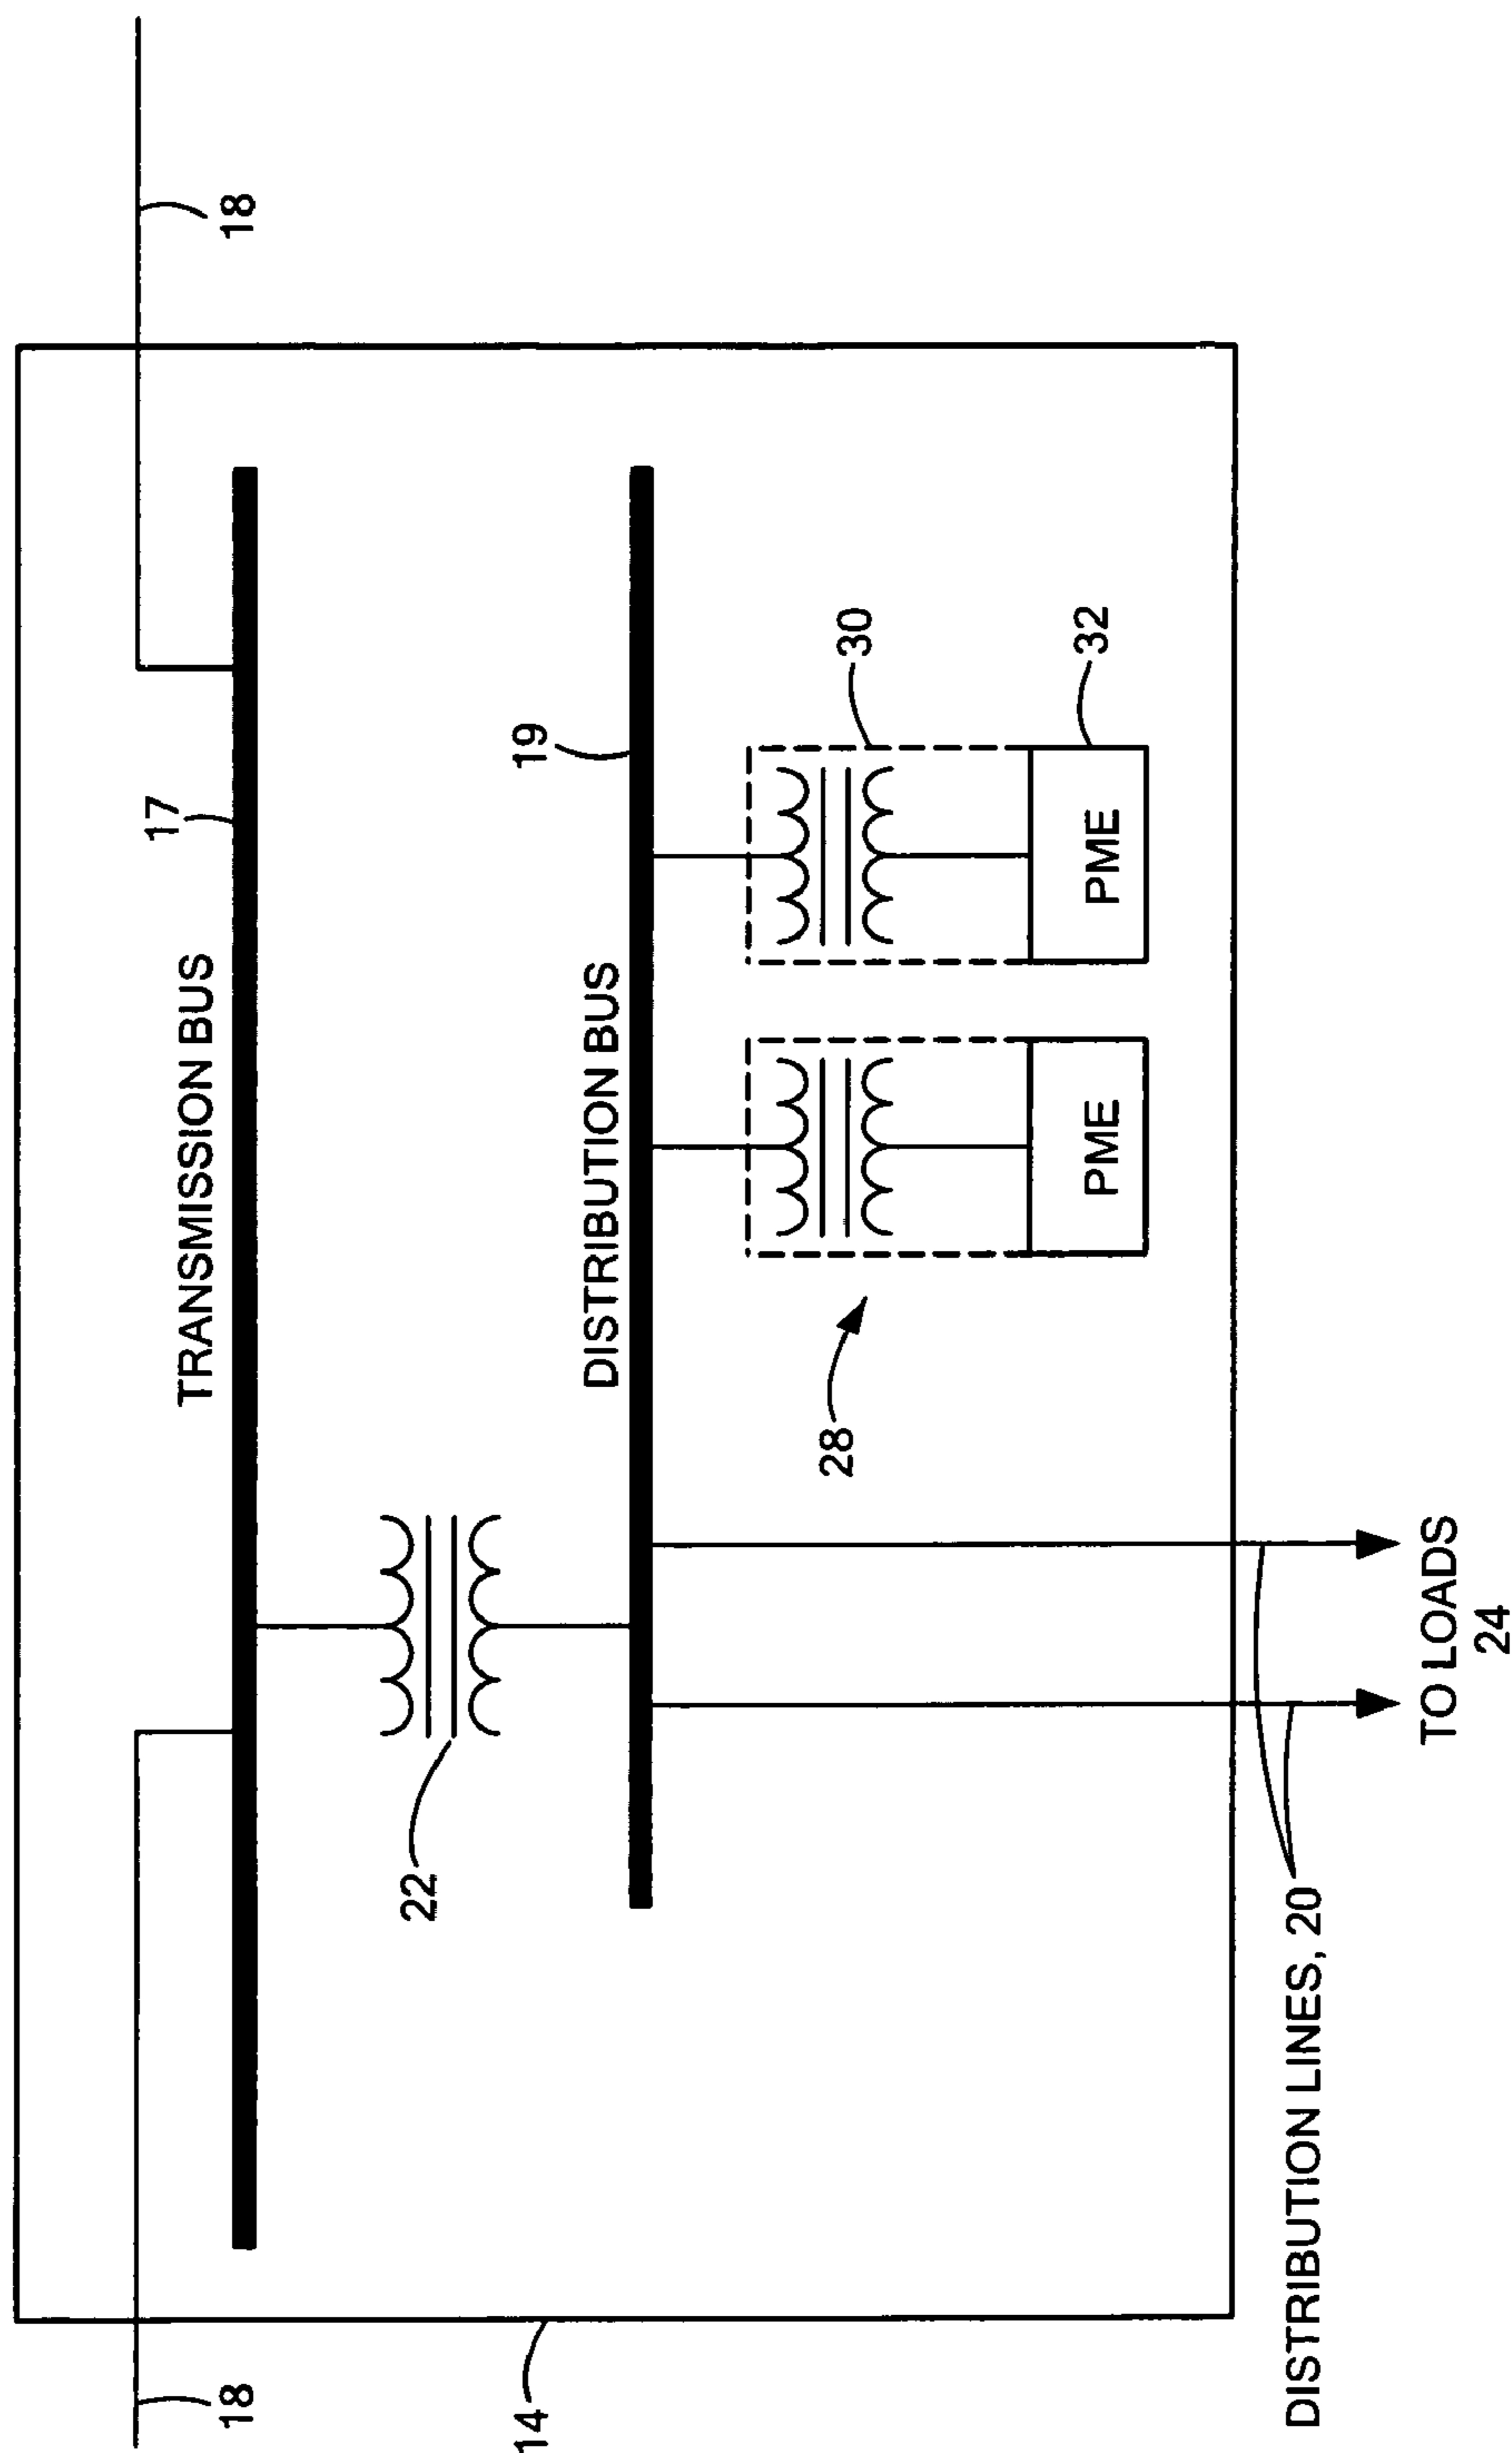 18
18
17
TRANSMISSION BUS
14
22
19
DISTRIBUTION BUS
28
30
PME
PME
32
DISTRIBUTION LINES, 20
TO LOADS
24